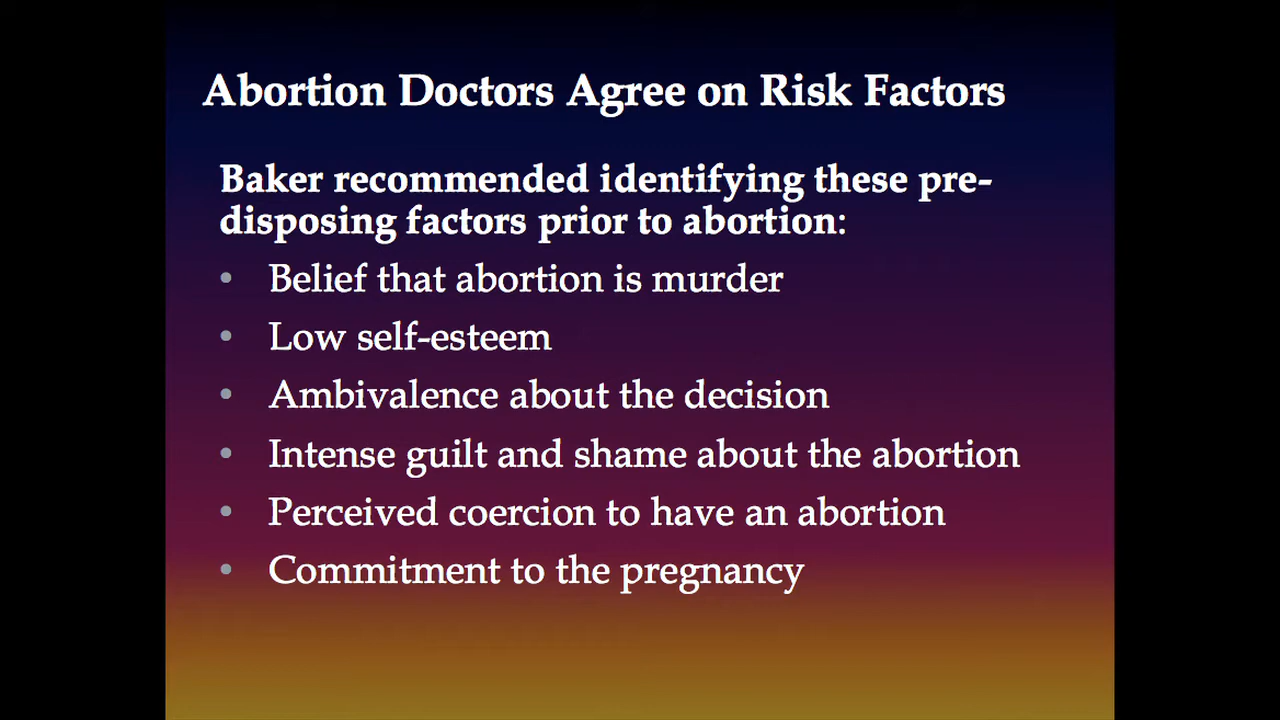 Abortion Doctors Agree on Risk Factors
Baker recommended identifying these pre-
disposing factors prior to abortion:
• Belief that abortion is murder
• Low self-esteem
• Ambivalence about the decision
• Intense guilt and shame about the abortion
• Perceived coercion to have an abortion
• Commitment to the pregnancy